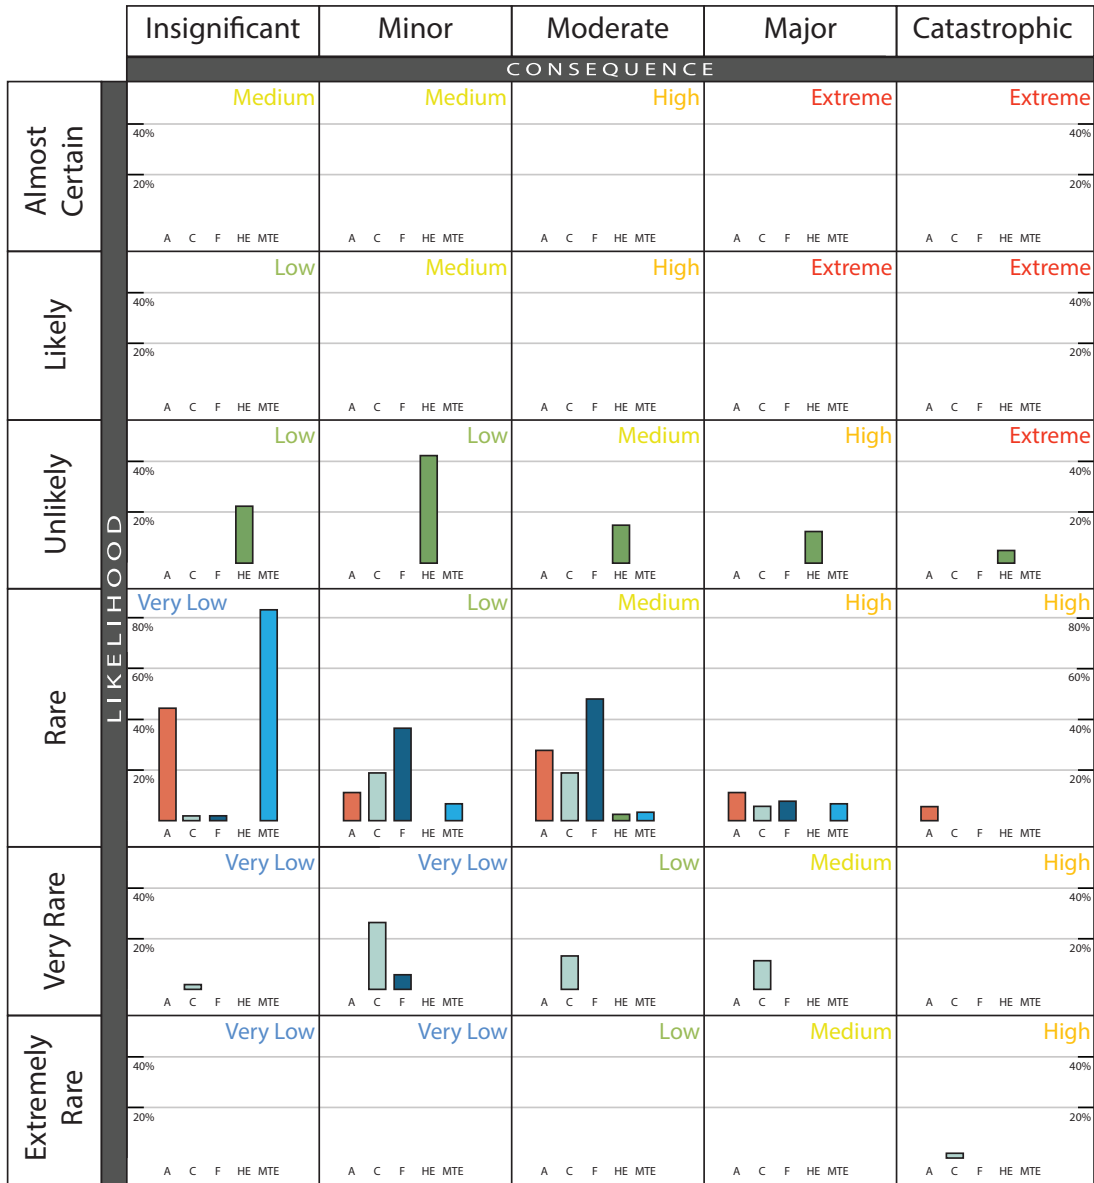 Insignificant Minor Moderate Major Catastrophic
CONSEQUENCE
Almost Certain
Medium Medium High Extreme Extreme
40% 40%
20% 20%
A C F HE MTE A C F HE MTE A C F HE MTE A C F HE MTE A C F HE MTE
Likely
Low Medium High Extreme Extreme
40% 40%
20% 20%
A C F HE MTE A C F HE MTE A C F HE MTE A C F HE MTE A C F HE MTE
LIKELIHOOD
Unlikely
Low Low Medium High Extreme
40% 40%
20% 20%
A C F HE MTE A C F HE MTE A C F HE MTE A C F HE MTE A C F HE MTE
Rare
Very Low Low Medium High High
80% 80%
60% 60%
40% 40%
20% 20%
A C F HE MTE A C F HE MTE A C F HE MTE A C F HE MTE A C F HE MTE
Very Rare
Very Low Very Low Low Medium High
40% 40%
20% 20%
A C F HE MTE A C F HE MTE A C F HE MTE A C F HE MTE A C F HE MTE
Extremely Rare
Very Low Very Low Low Medium High
40% 40%
20% 20%
A C F HE MTE A C F HE MTE A C F HE MTE A C F HE MTE A C F HE MTE